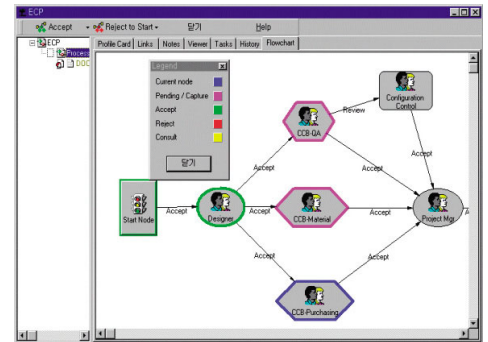 ECP
Accept
Reject to Start
닫기
Help
ECP
Process
DOC
Profile Card
Links
Notes
Viewer
Tasks
History
Flowchart
Legend
Current node
Pending / Capture
Accept
Reject
Consult
닫기
CCB-QA
Review
Configuration
Control
Accept
Accept
Accept
Start Node
Accept
Designer
Accept
CCB-Material
Accept
Project Mgr.
Accept
Accept
CCB-Purchasing